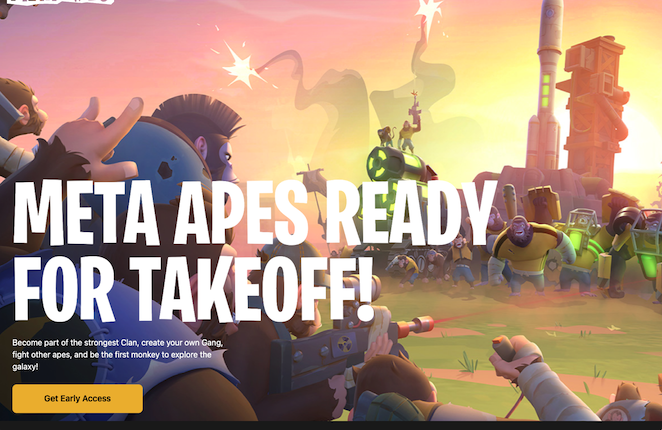 META APES READY
FOR TAKEOFF!
Become part of the strongest Clan, create your own Gang,
fight other apes, and be the first monkey to explore the
galaxy!
Get Early Access